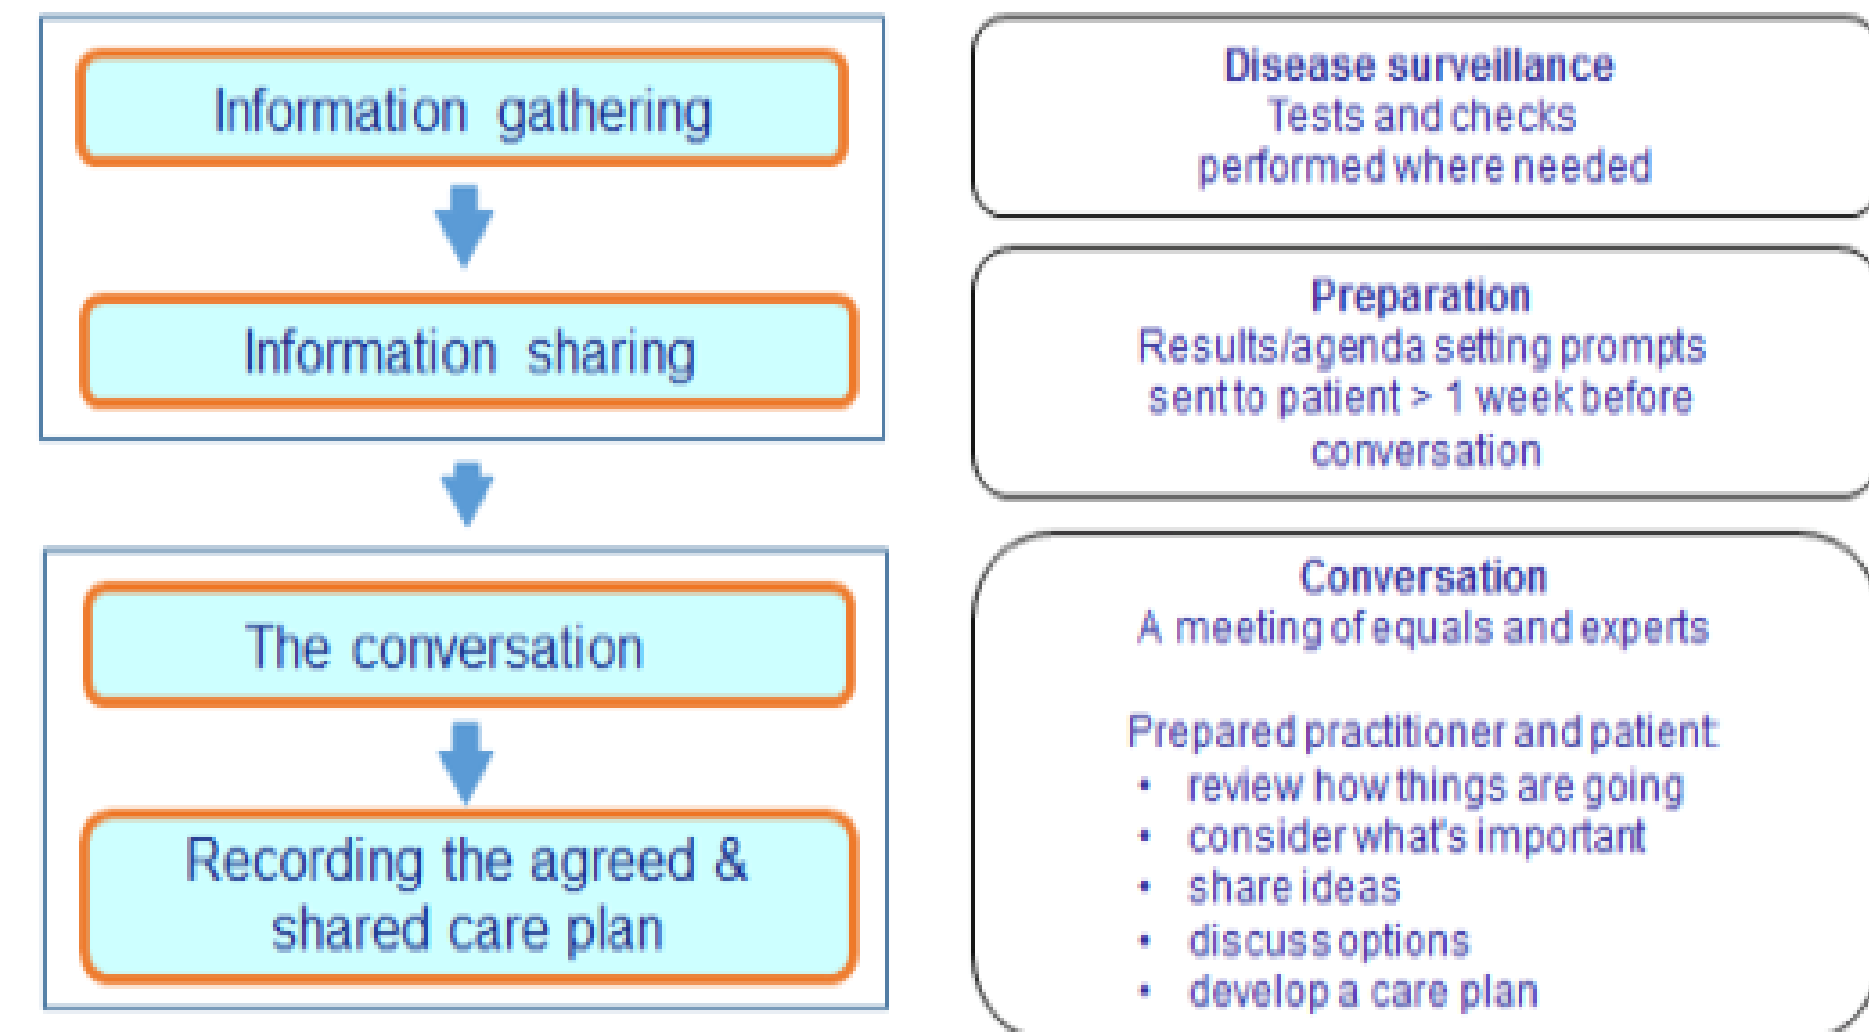 Information gathering
Information sharing
The conversation
Recording the agreed &
shared care plan
Disease surveillance
Tests and checks
performed where needed
Preparation
Results/agenda setting prompts
sent to patient > 1 week before
conversation
Conversation
A meeting of equals and experts
Prepared practitioner and patient:
• review how things are going
• consider what's important
• share ideas
• discuss options
• develop a care plan